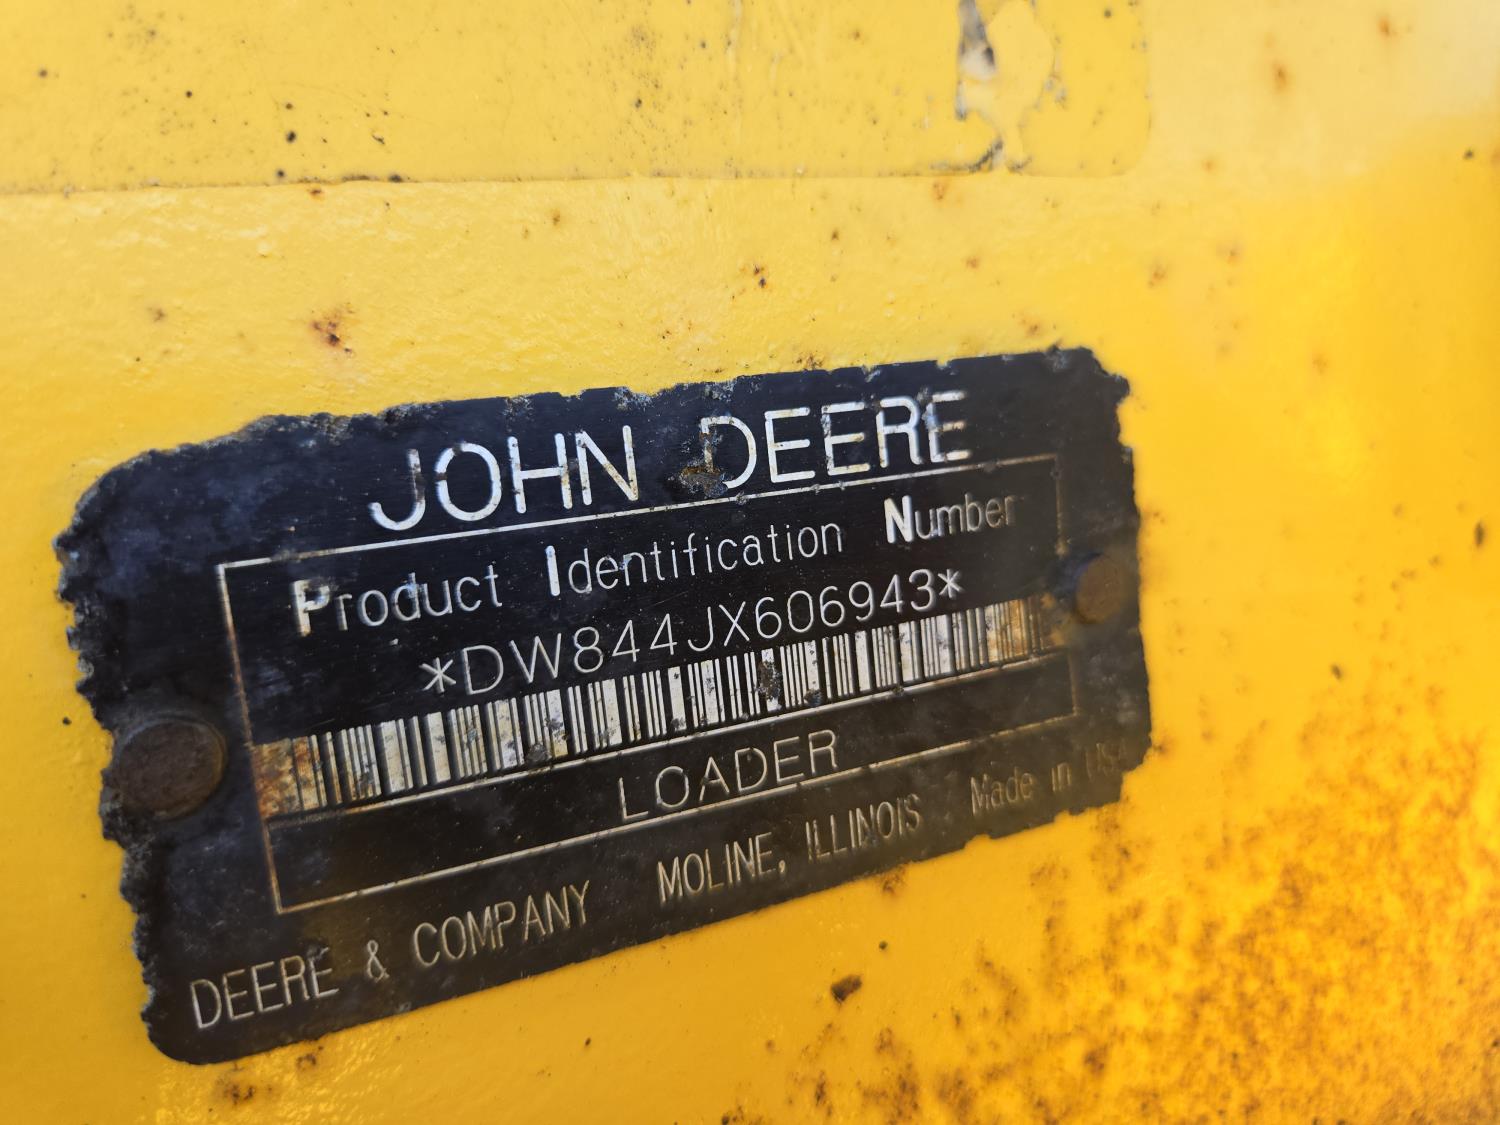 JOHN DEERE
Product Identification Number
*DW844JX606943*
LOADER
DEERE & COMPANY MOLINE, ILLINOIS Made in USA